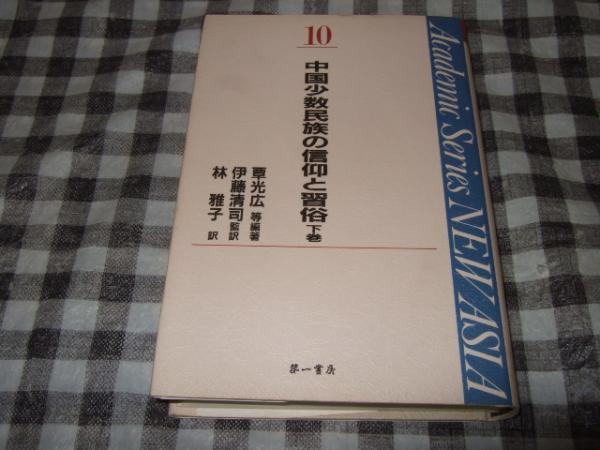 10
中国少数民族の信仰と習俗 下巻
覃光広 等編著
伊藤清司 監訳
林 雅子 訳
第一書房
Academic Series NEW ASIA